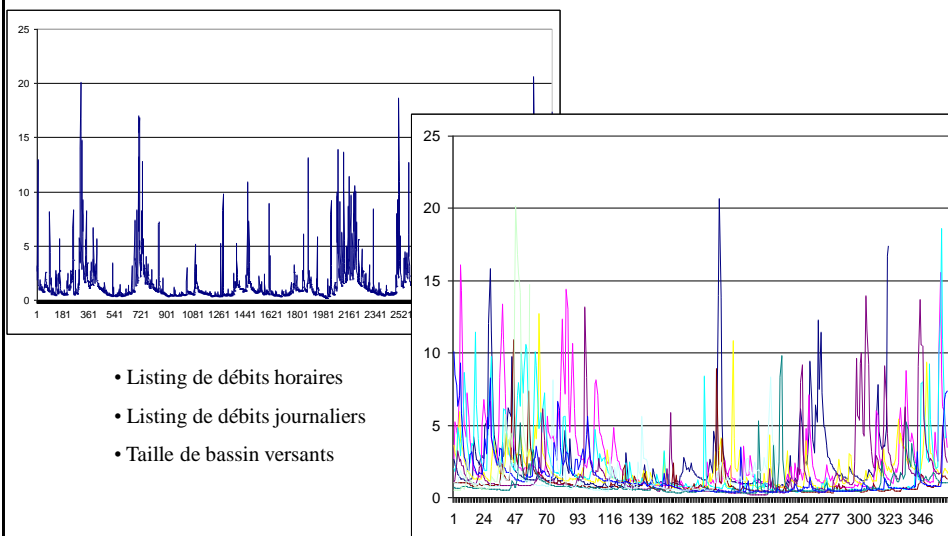 25
20
15
10
5
0
1 181 361 541 721 901 1081 1261 1441 1621 1801 1981 2161 2341 2521
• Listing de débits horaires
• Listing de débits journaliers
• Taille de bassin versants
25
20
15
10
5
0
1 24 47 70 93 116 139 162 185 208 231 254 277 300 323 346